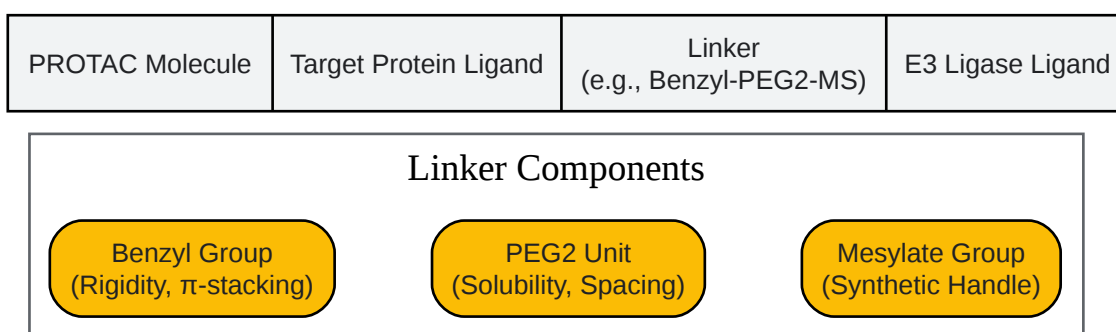 PROTAC Molecule
Target Protein Ligand
Linker
(e.g., Benzyl-PEG2-MS)
E3 Ligase Ligand
Linker Components
Benzyl Group
(Rigidity, π-stacking)
PEG2 Unit
(Solubility, Spacing)
Mesylate Group
(Synthetic Handle)